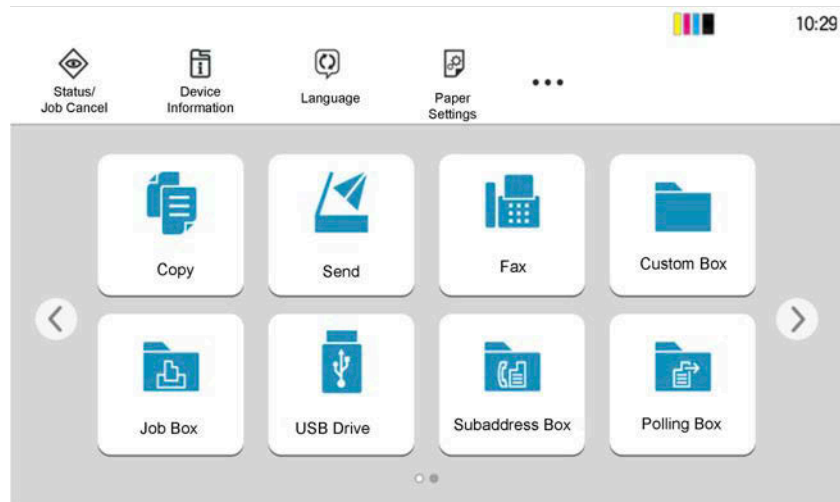 10:29
Status/
Job Cancel
Device
Information
Language
Paper
Settings
Copy
Send
Fax
Custom Box
Job Box
USB Drive
Subaddress Box
Polling Box